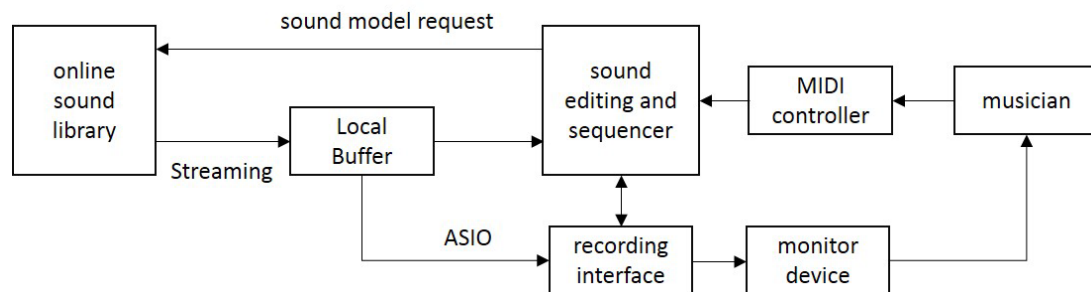 sound model request
online
sound
library
Streaming
Local
Buffer
sound
editing and
sequencer
MIDI
controller
musician
ASIO
recording
interface
monitor
device